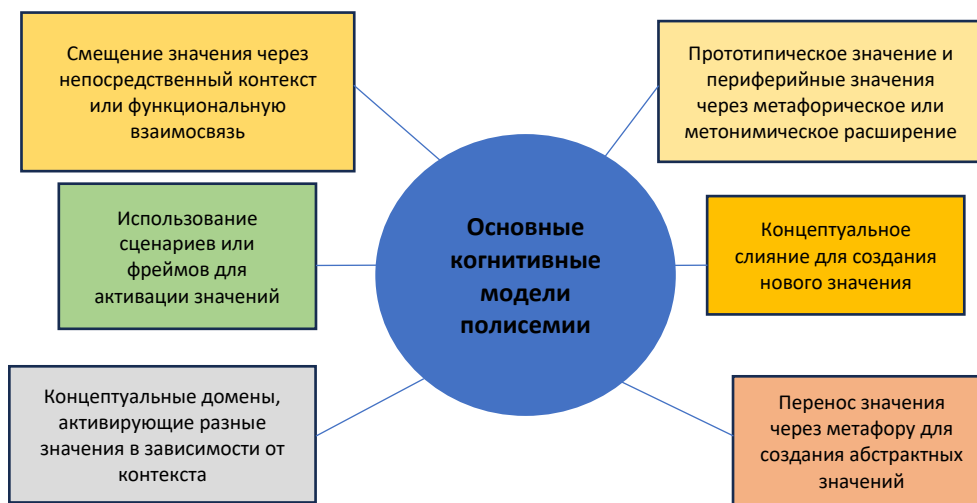 Смещение значения через
непосредственный контекст
или функциональную
взаимосвязь
Прототипическое значение и
периферийные значения
через метафорическое или
метонимическое расширение
Использование
сценариев или
фреймов для
активации значений
Основные
когнитивные
модели
полисемии
Концептуальное
слияние для создания
нового значения
Концептуальные домены,
активирующие разные
значения в зависимости от
контекста
Перенос значения
через метафору для
создания абстрактных
значений